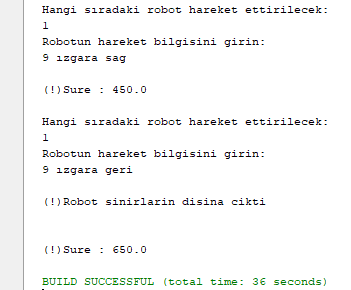 Hangi sıradaki robot hareket ettirilecek:
1
Robotun hareket bilgisini girin:
9 ızgara sag
(!)Sure : 450.0
Hangi sıradaki robot hareket ettirilecek:
1
Robotun hareket bilgisini girin:
9 ızgara geri
(!)Robot sinirlarin disina cikti
(!)Sure : 650.0
BUILD SUCCESSFUL (total time: 36 seconds)